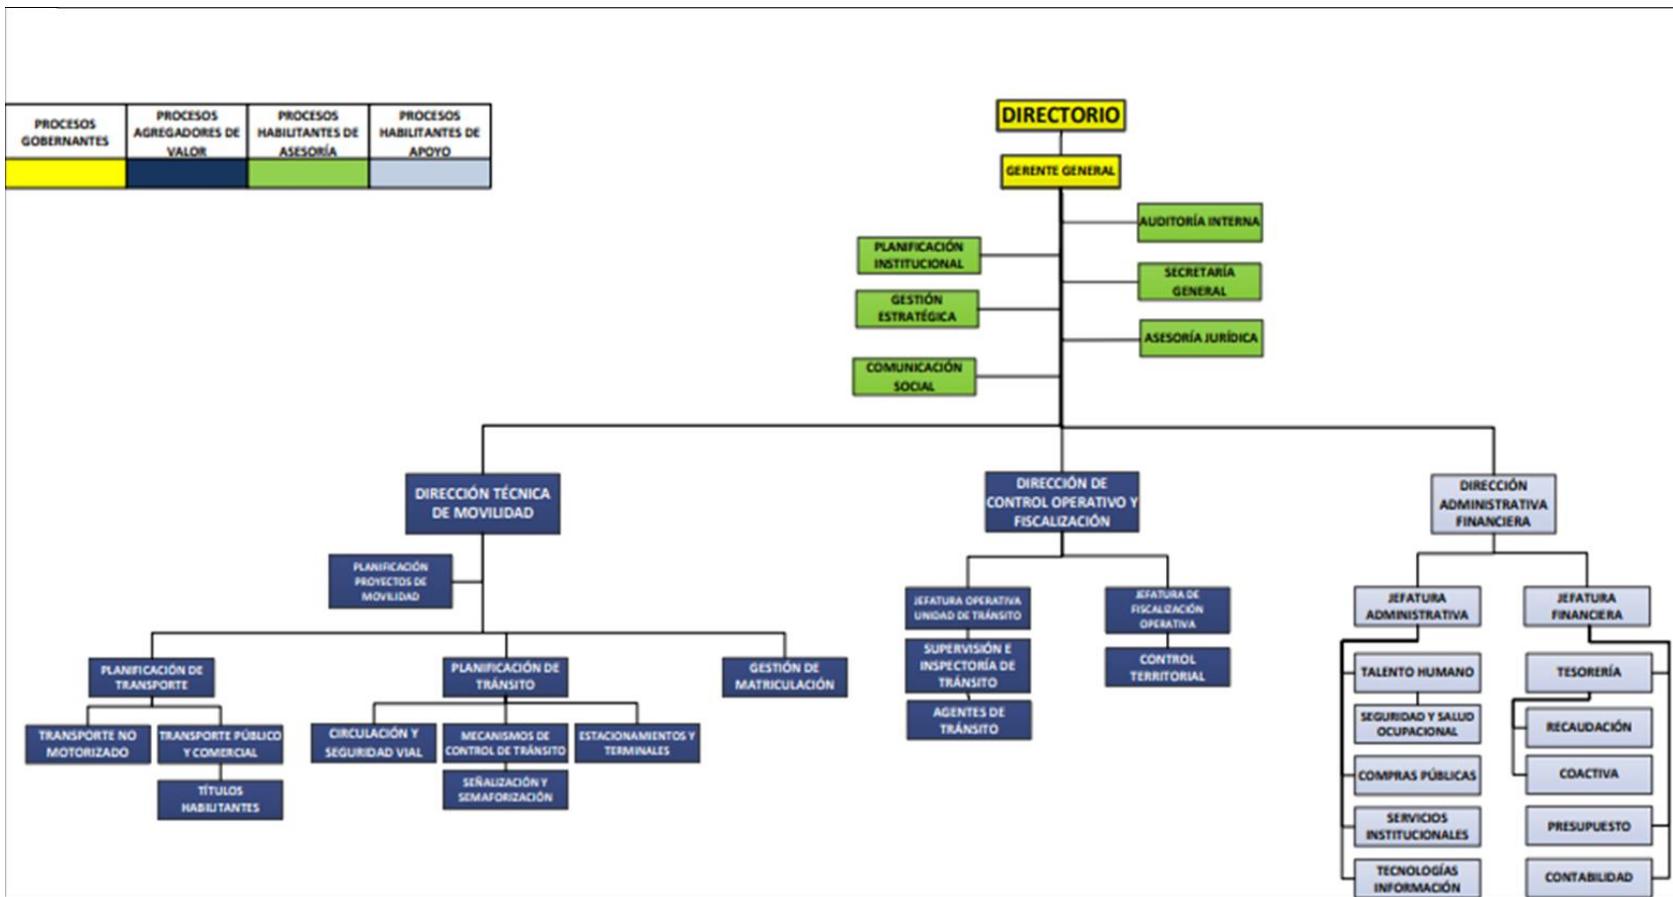 PROCESOS
GOBERNANTES
PROCESOS
AGREGADORES DE
VALOR
PROCESOS
HABILITANTES DE
ASESORÍA
PROCESOS
HABILITANTES DE
APOYO
DIRECTORIO
GERENTE GENERAL
AUDITORÍA INTERNA
PLANIFICACIÓN
INSTITUCIONAL
SECRETARÍA
GENERAL
GESTIÓN
ESTRATÉGICA
ASESORÍA JURÍDICA
COMUNICACIÓN
SOCIAL
DIRECCIÓN TÉCNICA
DE MOVILIDAD
DIRECCIÓN DE
CONTROL OPERATIVO Y
FISCALIZACIÓN
DIRECCIÓN
ADMINISTRATIVA
FINANCIERA
PLANIFICACIÓN
PROYECTOS DE
MOVILIDAD
PLANIFICACIÓN DE
TRANSPORTE
PLANIFICACIÓN DE
TRÁNSITO
GESTIÓN DE
MATRICULACIÓN
TRANSPORTE NO
MOTORIZADO
TRANSPORTE PÚBLICO
Y COMERCIAL
TÍTULOS
HABILITANTES
CIRCULACIÓN Y
SEGURIDAD VIAL
MECANISMOS DE
CONTROL DE TRÁNSITO
SEÑALIZACIÓN Y
SEMAFORIZACIÓN
ESTACIONAMIENTOS Y
TERMINALES
JEFATURA OPERATIVA
UNIDAD DE TRÁNSITO
SUPERVISIÓN E
INSPECTORÍA DE
TRÁNSITO
AGENTES DE
TRÁNSITO
JEFATURA DE
FISCALIZACIÓN
OPERATIVA
CONTROL
TERRITORIAL
JEFATURA
ADMINISTRATIVA
TALENTO HUMANO
SEGURIDAD Y SALUD
OCUPACIONAL
COMPRAS PÚBLICAS
SERVICIOS
INSTITUCIONALES
TECNOLOGÍAS
INFORMACIÓN
JEFATURA
FINANCIERA
TESORERÍA
RECAUDACIÓN
COACTIVA
PRESUPUESTO
CONTABILIDAD